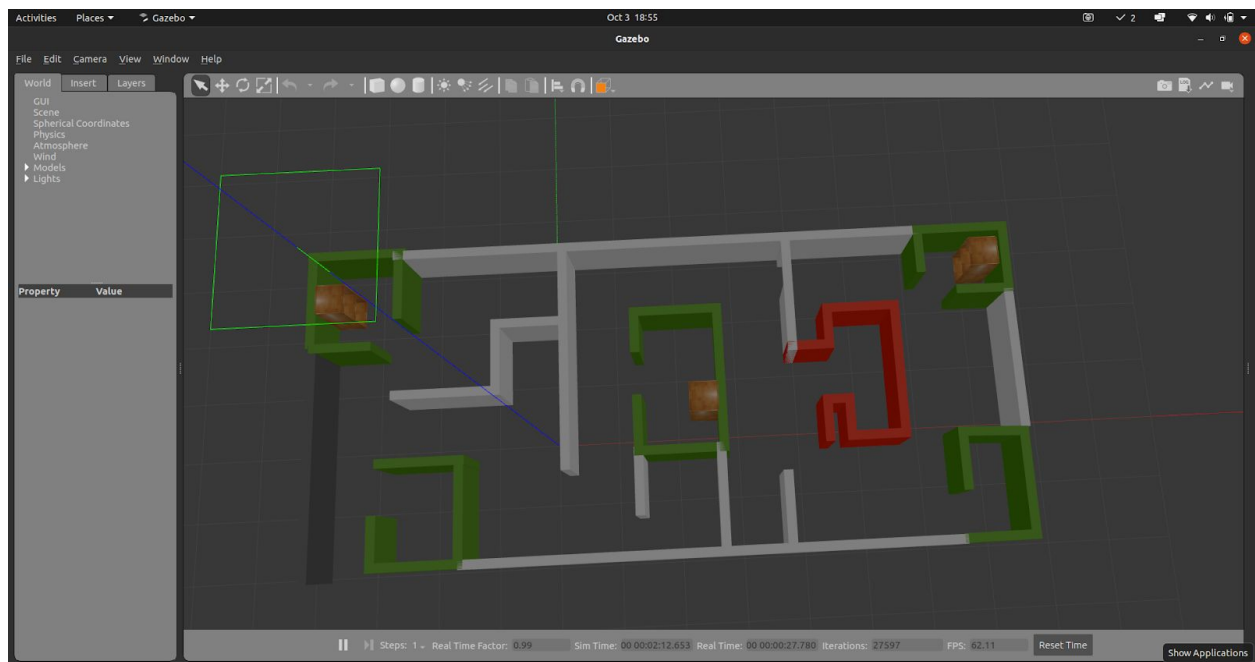 Activities Places ▾ Gazebo ▾ Oct 3 18:55 2
Gazebo
File Edit Camera View Window Help
World Insert Layers
GUI
Scene
Spherical Coordinates
Physics
Atmosphere
Wind
Models
Lights
Property Value
Steps: 1 Real Time Factor: 0.99 Sim Time: 00 00:02:12.653 Real Time: 00 00:00:27.780 Iterations: 27597 FPS: 62.11 Reset Time
Show Applications